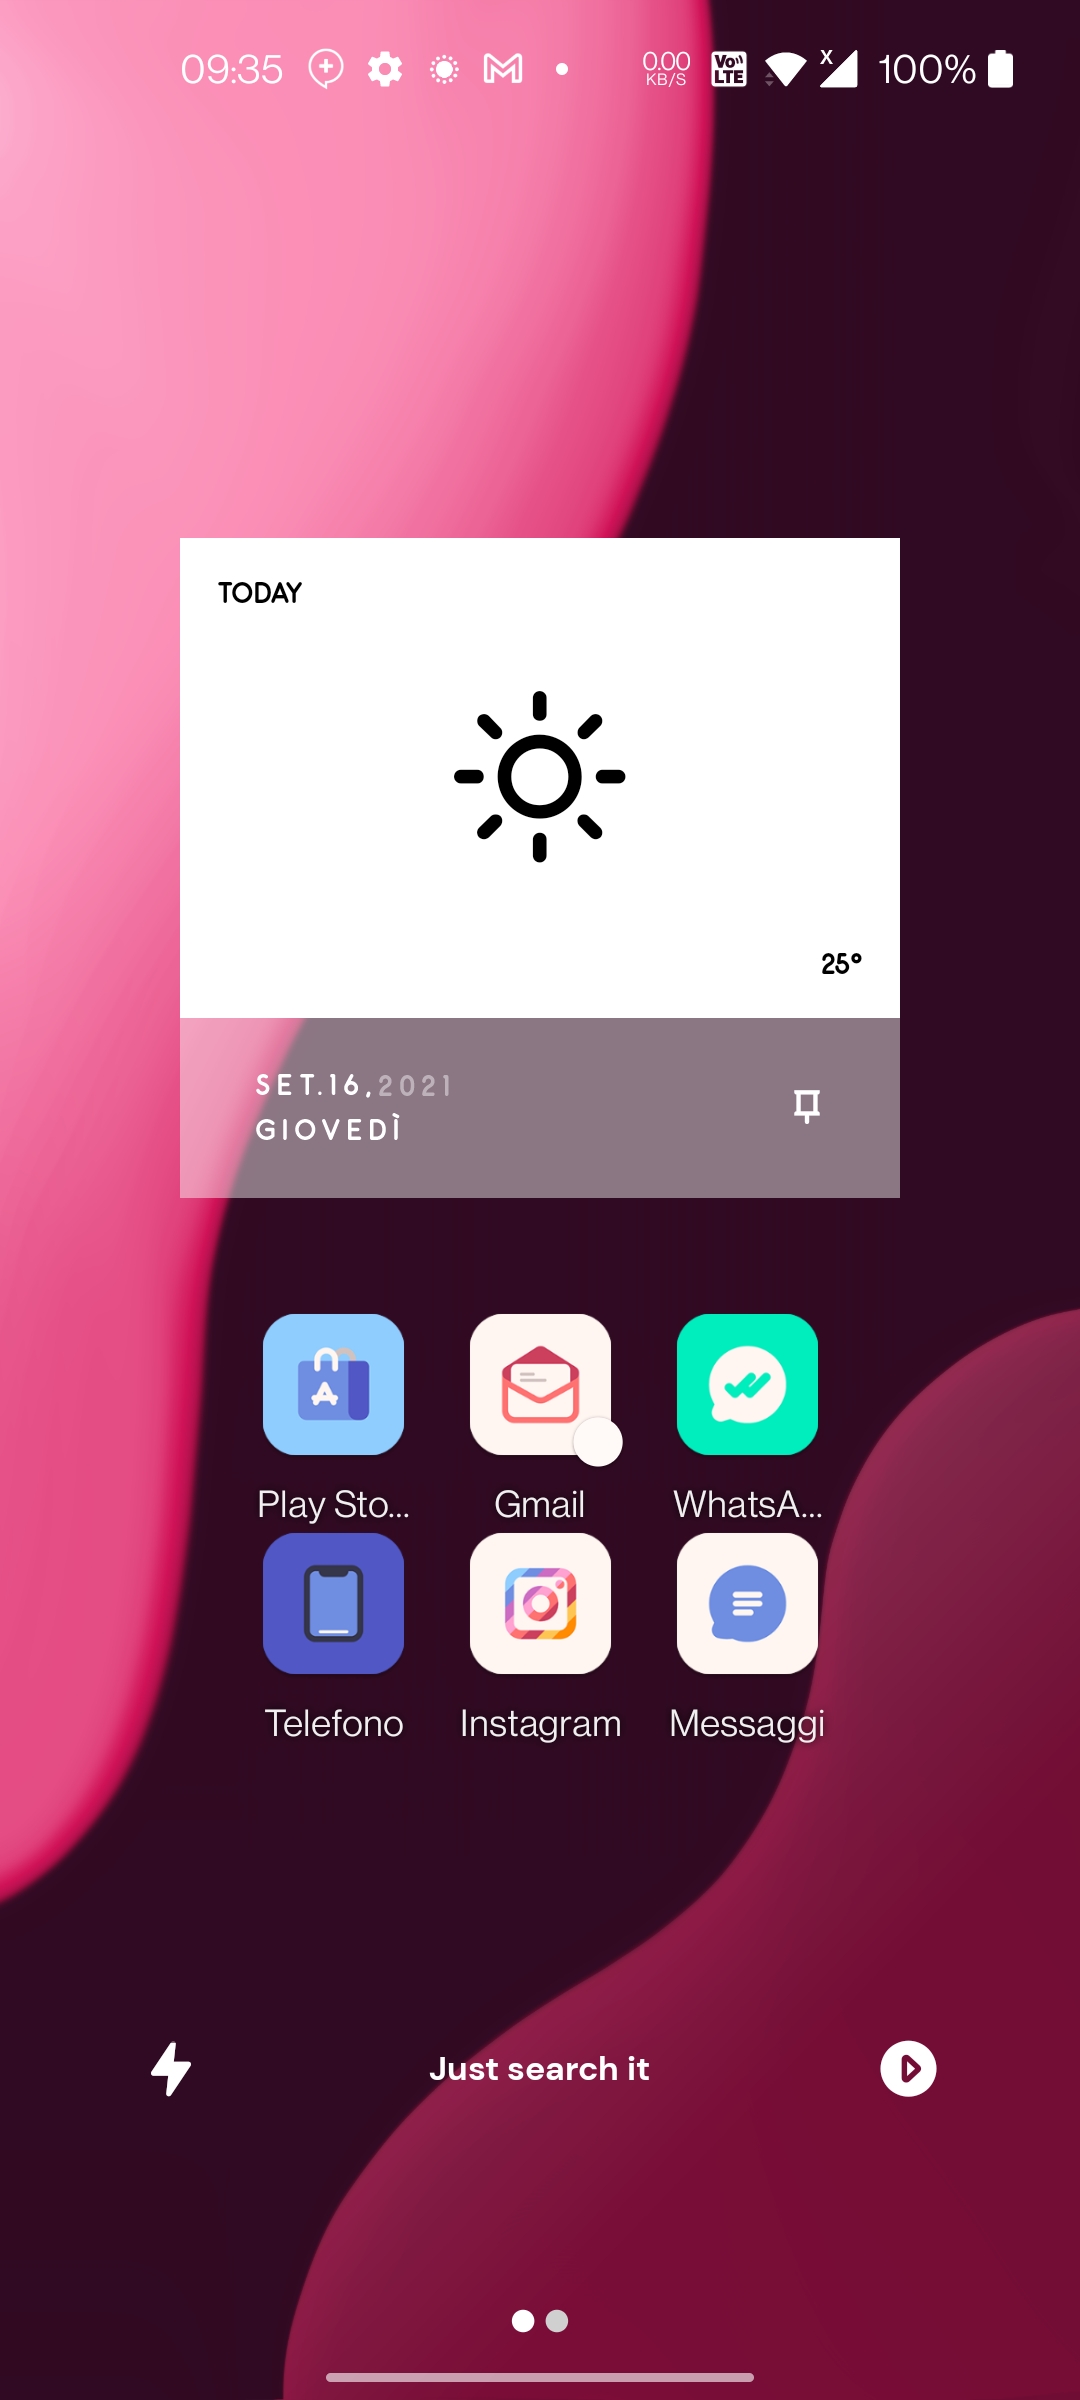 09:35
0.00
KB/S
Vo))
LTE
X
100%
TODAY
25°
SET.16,2021
GIOVEDÌ
Play Sto...
Gmail
WhatsA...
Telefono
Instagram
Messaggi
Just search it